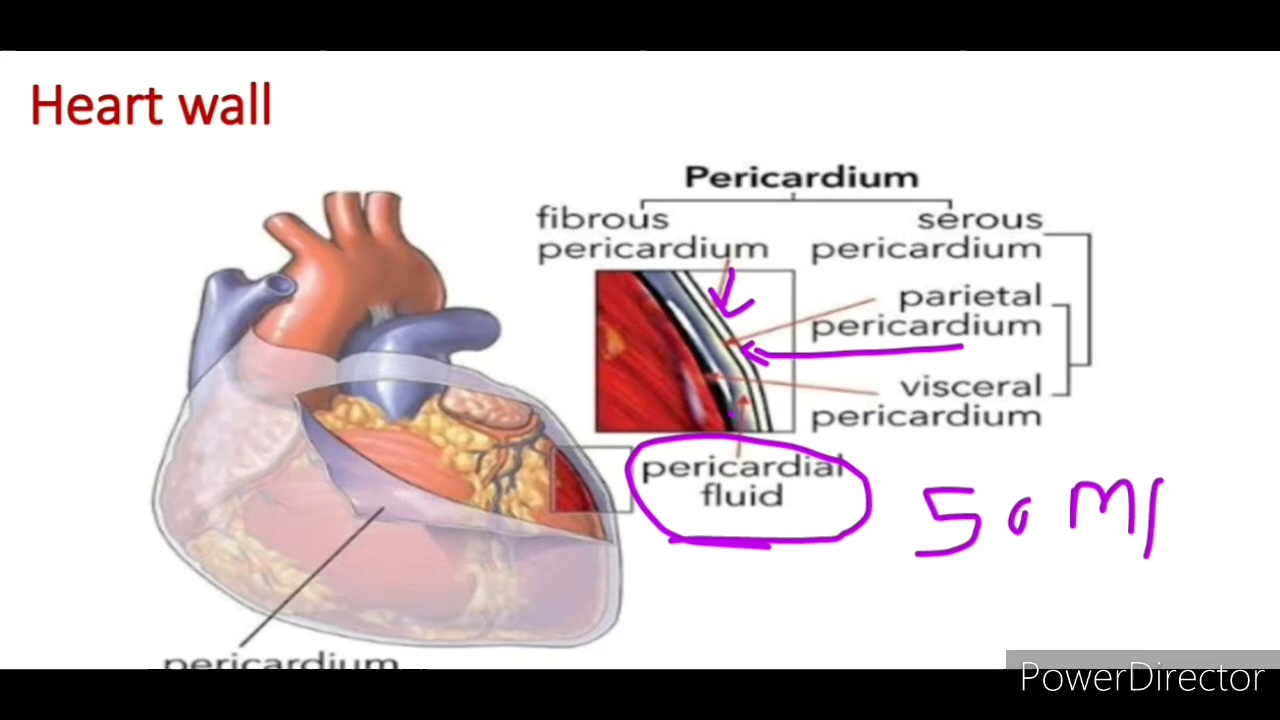 Heart wall
Pericardium
fibrous
pericardium
serous
pericardium
parietal
pericardium
visceral
pericardium
pericardial
fluid
50 ml
pericardium
PowerDirector